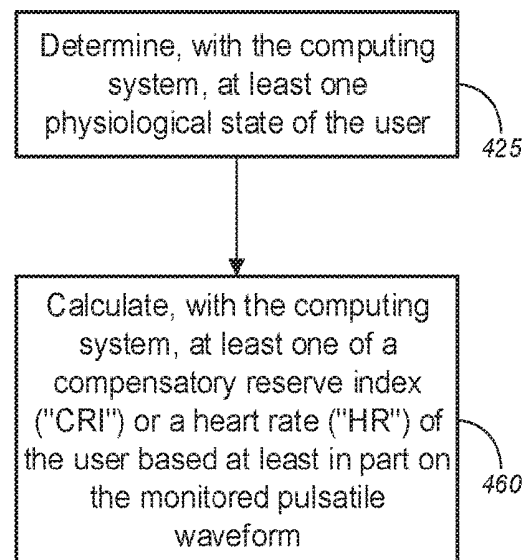 Determine, with the computing
system, at least one
physiological state of the user
425
Calculate, with the computing
system, at least one of a
compensatory reserve index
("CRI") or a heart rate ("HR") of
the user based at least in part on
the monitored pulsatile
waveform
460